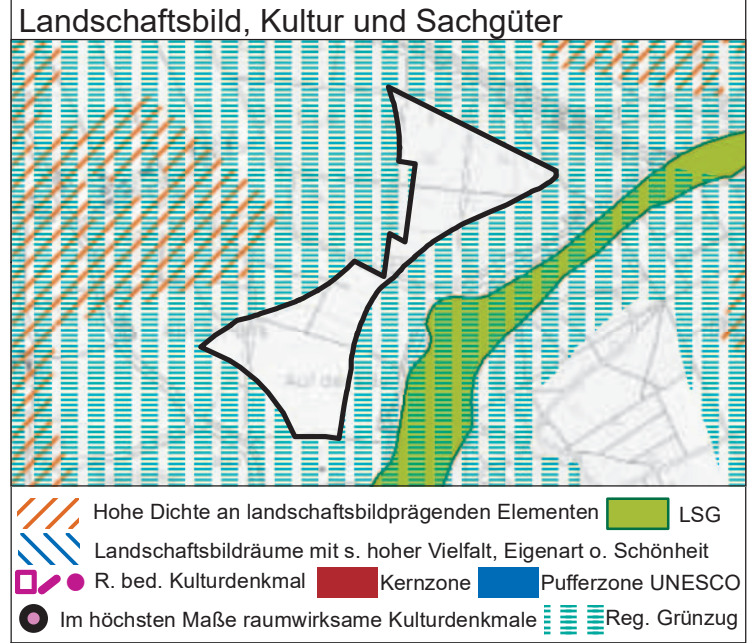 Landschaftsbild, Kultur und Sachgüter
Hohe Dichte an landschaftsbildprägenden Elementen LSG
Landschaftsbildräume mit s. hoher Vielfalt, Eigenart o. Schönheit
R. bed. Kulturdenkmal Kernzone Pufferzone UNESCO
Im höchsten Maße raumwirksame Kulturdenkmale Reg. Grünzug